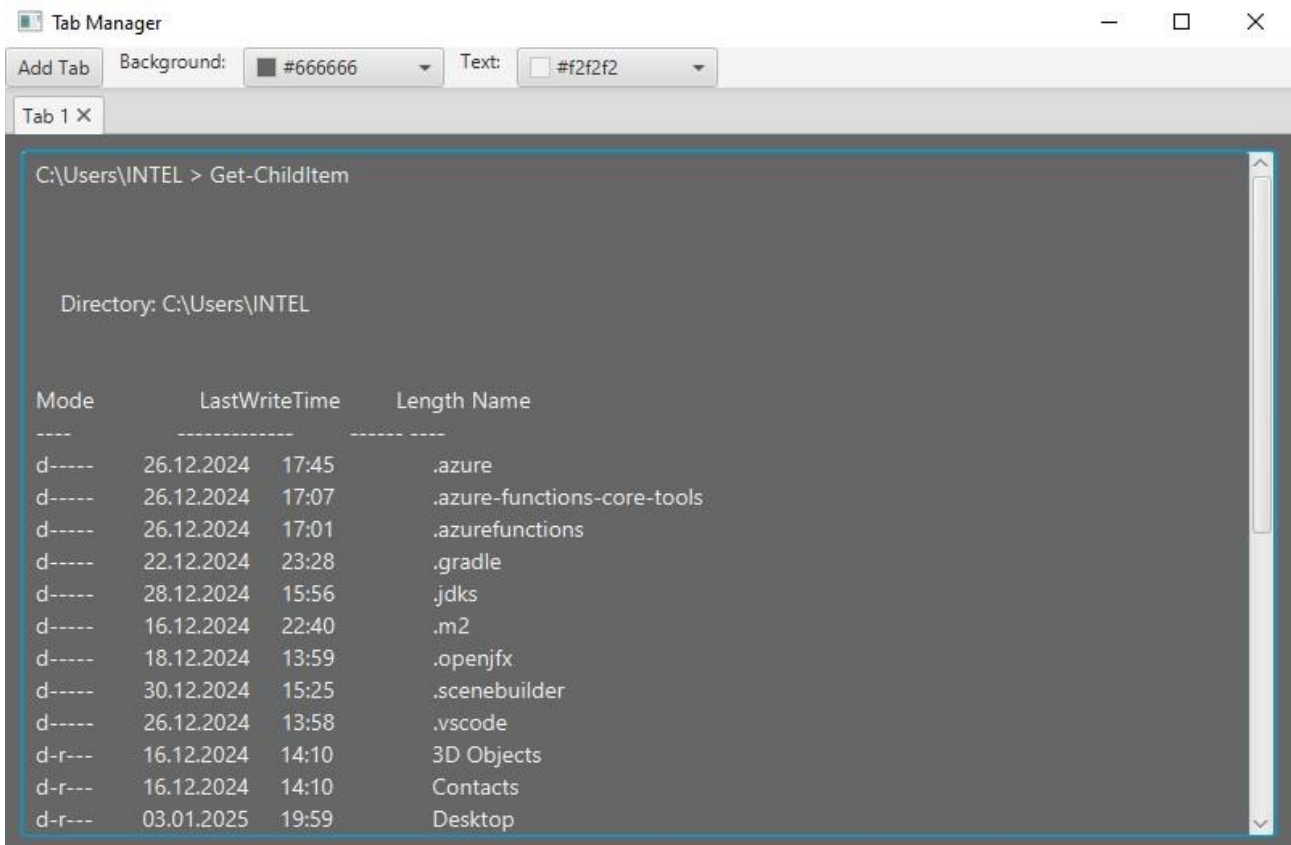 Tab Manager
Add Tab Background: #666666 Text: #f2f2f2
Tab 1
C:\Users\INTEL > Get-ChildItem
Directory: C:\Users\INTEL
Mode LastWriteTime Length Name
---- ------------- ------ ----
d----- 26.12.2024 17:45 .azure
d----- 26.12.2024 17:07 .azure-functions-core-tools
d----- 26.12.2024 17:01 .azurefunctions
d----- 22.12.2024 23:28 .gradle
d----- 28.12.2024 15:56 .jdks
d----- 16.12.2024 22:40 .m2
d----- 18.12.2024 13:59 .openjfx
d----- 30.12.2024 15:25 .scenebuilder
d----- 26.12.2024 13:58 .vscode
d-r--- 16.12.2024 14:10 3D Objects
d-r--- 16.12.2024 14:10 Contacts
d-r--- 03.01.2025 19:59 Desktop